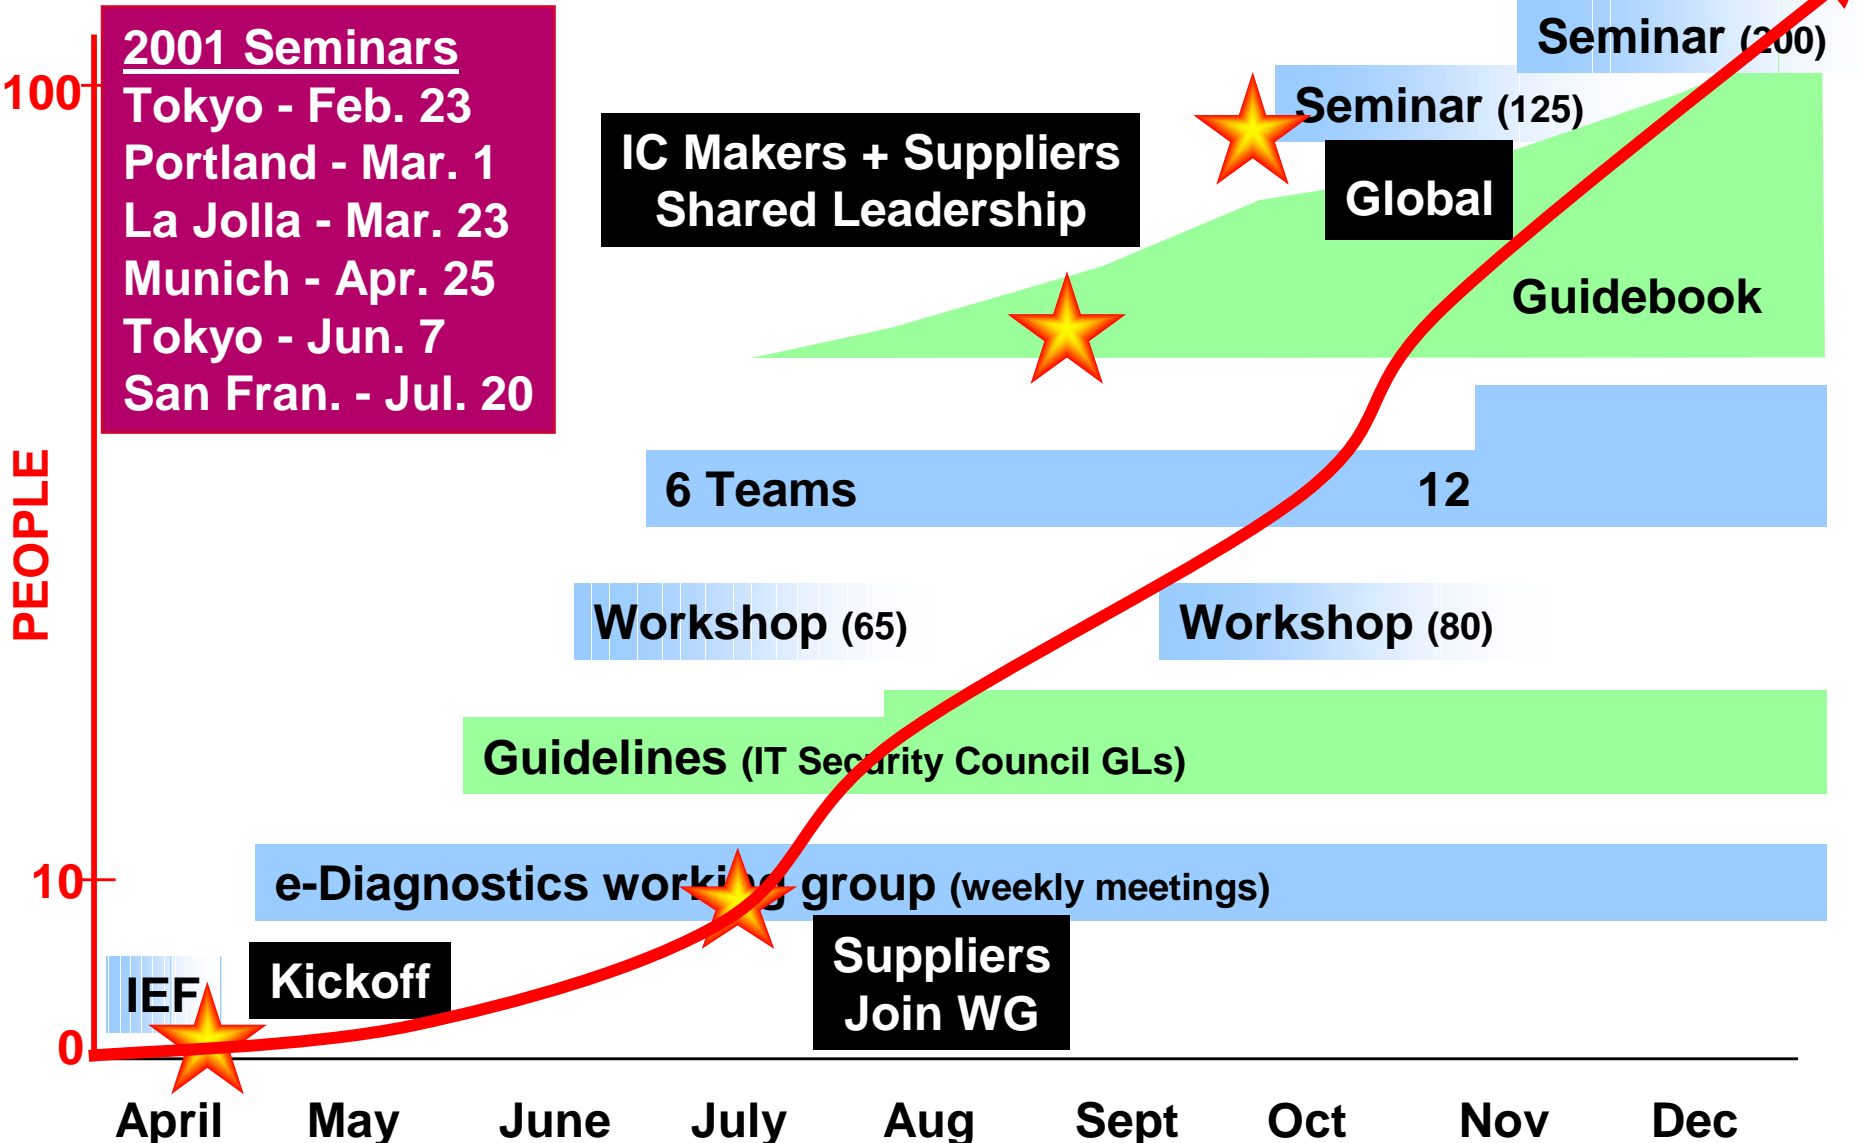 2001 Seminars
Tokyo - Feb. 23
Portland - Mar. 1
La Jolla - Mar. 23
Munich - Apr. 25
Tokyo - Jun. 7
San Fran. - Jul. 20
Seminar (200)
100
Seminar (125)
IC Makers + Suppliers
Shared Leadership
Global
Guidebook
PEOPLE
6 Teams
12
Workshop (65)
Workshop (80)
Guidelines (IT Security Council GLs)
10
e-Diagnostics working group (weekly meetings)
Suppliers
Join WG
Kickoff
IEF
0
April May June July Aug Sept Oct Nov Dec